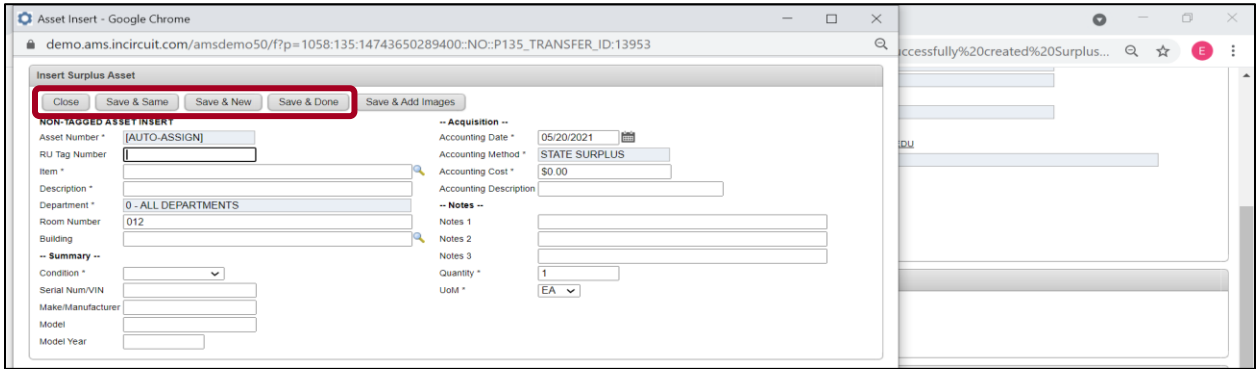 Asset Insert - Google Chrome
demo.ams.incircuit.com/amsdemo50/f?p=1058:135:14743650289400::NO::P135_TRANSFER_ID:13953
uccessfully%20created%20Surplus...
E
Insert Surplus Asset
Close Save & Same Save & New Save & Done Save & Add Images
NON-TAGGED ASSET INSERT
Asset Number * [AUTO-ASSIGN]
RU Tag Number
Item *
Description *
Department * 0 - ALL DEPARTMENTS
Room Number 012
Building
-- Summary --
Condition *
Serial Num/VIN
Make/Manufacturer
Model
Model Year
-- Acquisition --
Accounting Date * 05/20/2021
Accounting Method * STATE SURPLUS
Accounting Cost * $0.00
Accounting Description
-- Notes --
Notes 1
Notes 2
Notes 3
Quantity * 1
UoM * EA
EDU